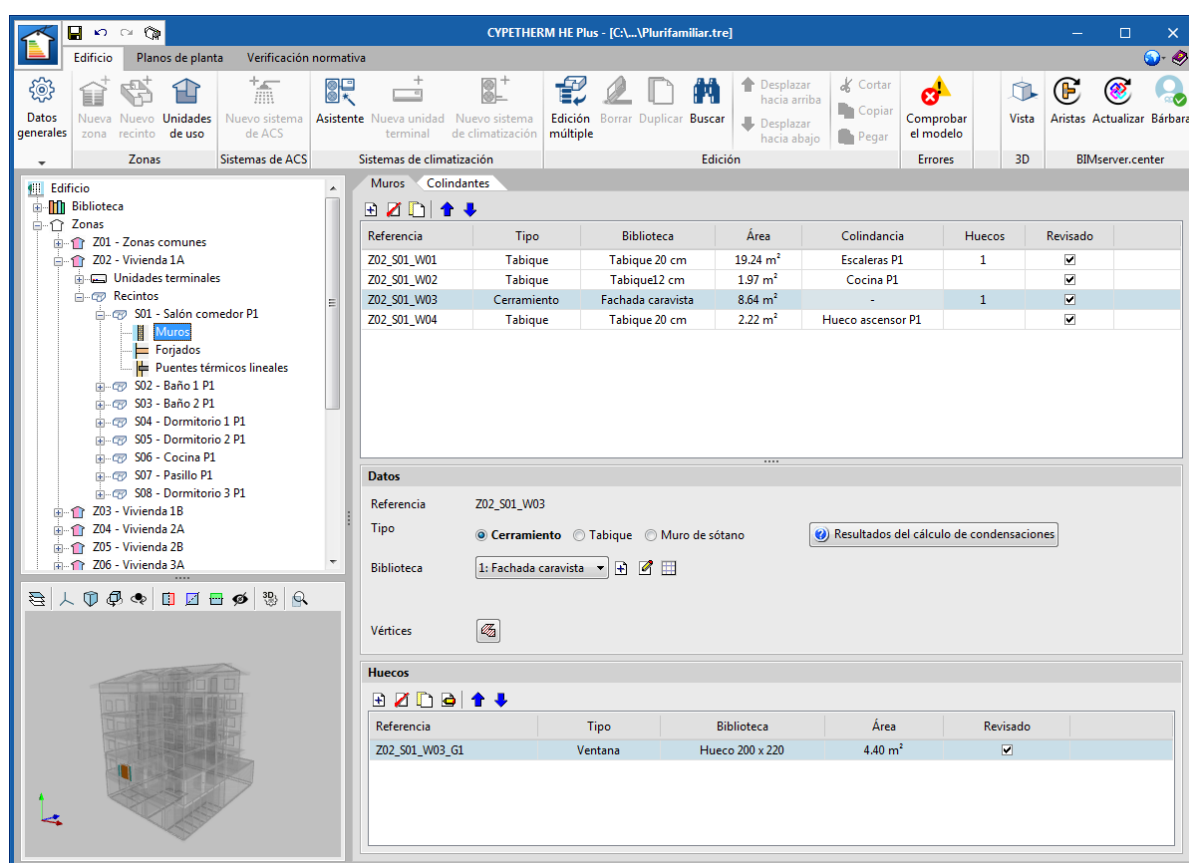 CYPETHERM HE Plus - [C:\...\Plurifamiliar.tre]
Edificio Planos de planta Verificación normativa
Datos generales
Nueva zona Nuevo recinto Unidades de uso
Nuevo sistema de ACS
Asistente Nueva unidad terminal Nuevo sistema de climatización
Edición múltiple Borrar Duplicar Buscar
Desplazar hacia arriba
Desplazar hacia abajo
Cortar
Copiar
Pegar
Comprobar el modelo
Vista
Aristas Actualizar Bárbara
Zonas Sistemas de ACS Sistemas de climatización Edición Errores 3D BIMserver.center
Edificio
Biblioteca
Zonas
Z01 - Zonas comunes
Z02 - Vivienda 1A
Unidades terminales
Recintos
S01 - Salón comedor P1
Muros
Forjados
Puentes térmicos lineales
S02 - Baño 1 P1
S03 - Baño 2 P1
S04 - Dormitorio 1 P1
S05 - Dormitorio 2 P1
S06 - Cocina P1
S07 - Pasillo P1
S08 - Dormitorio 3 P1
Z03 - Vivienda 1B
Z04 - Vivienda 2A
Z05 - Vivienda 2B
Z06 - Vivienda 3A
3D
Muros Colindantes
Referencia Tipo Biblioteca Área Colindancia Huecos Revisado
Z02_S01_W01 Tabique Tabique 20 cm 19.24 m² Escaleras P1 1
Z02_S01_W02 Tabique Tabique12 cm 1.97 m² Cocina P1
Z02_S01_W03 Cerramiento Fachada caravista 8.64 m² - 1
Z02_S01_W04 Tabique Tabique 20 cm 2.22 m² Hueco ascensor P1
Datos
Referencia Z02_S01_W03
Tipo Cerramiento Tabique Muro de sótano Resultados del cálculo de condensaciones
Biblioteca 1: Fachada caravista
Vértices
Huecos
Referencia Tipo Biblioteca Área Revisado
Z02_S01_W03_G1 Ventana Hueco 200 x 220 4.40 m²